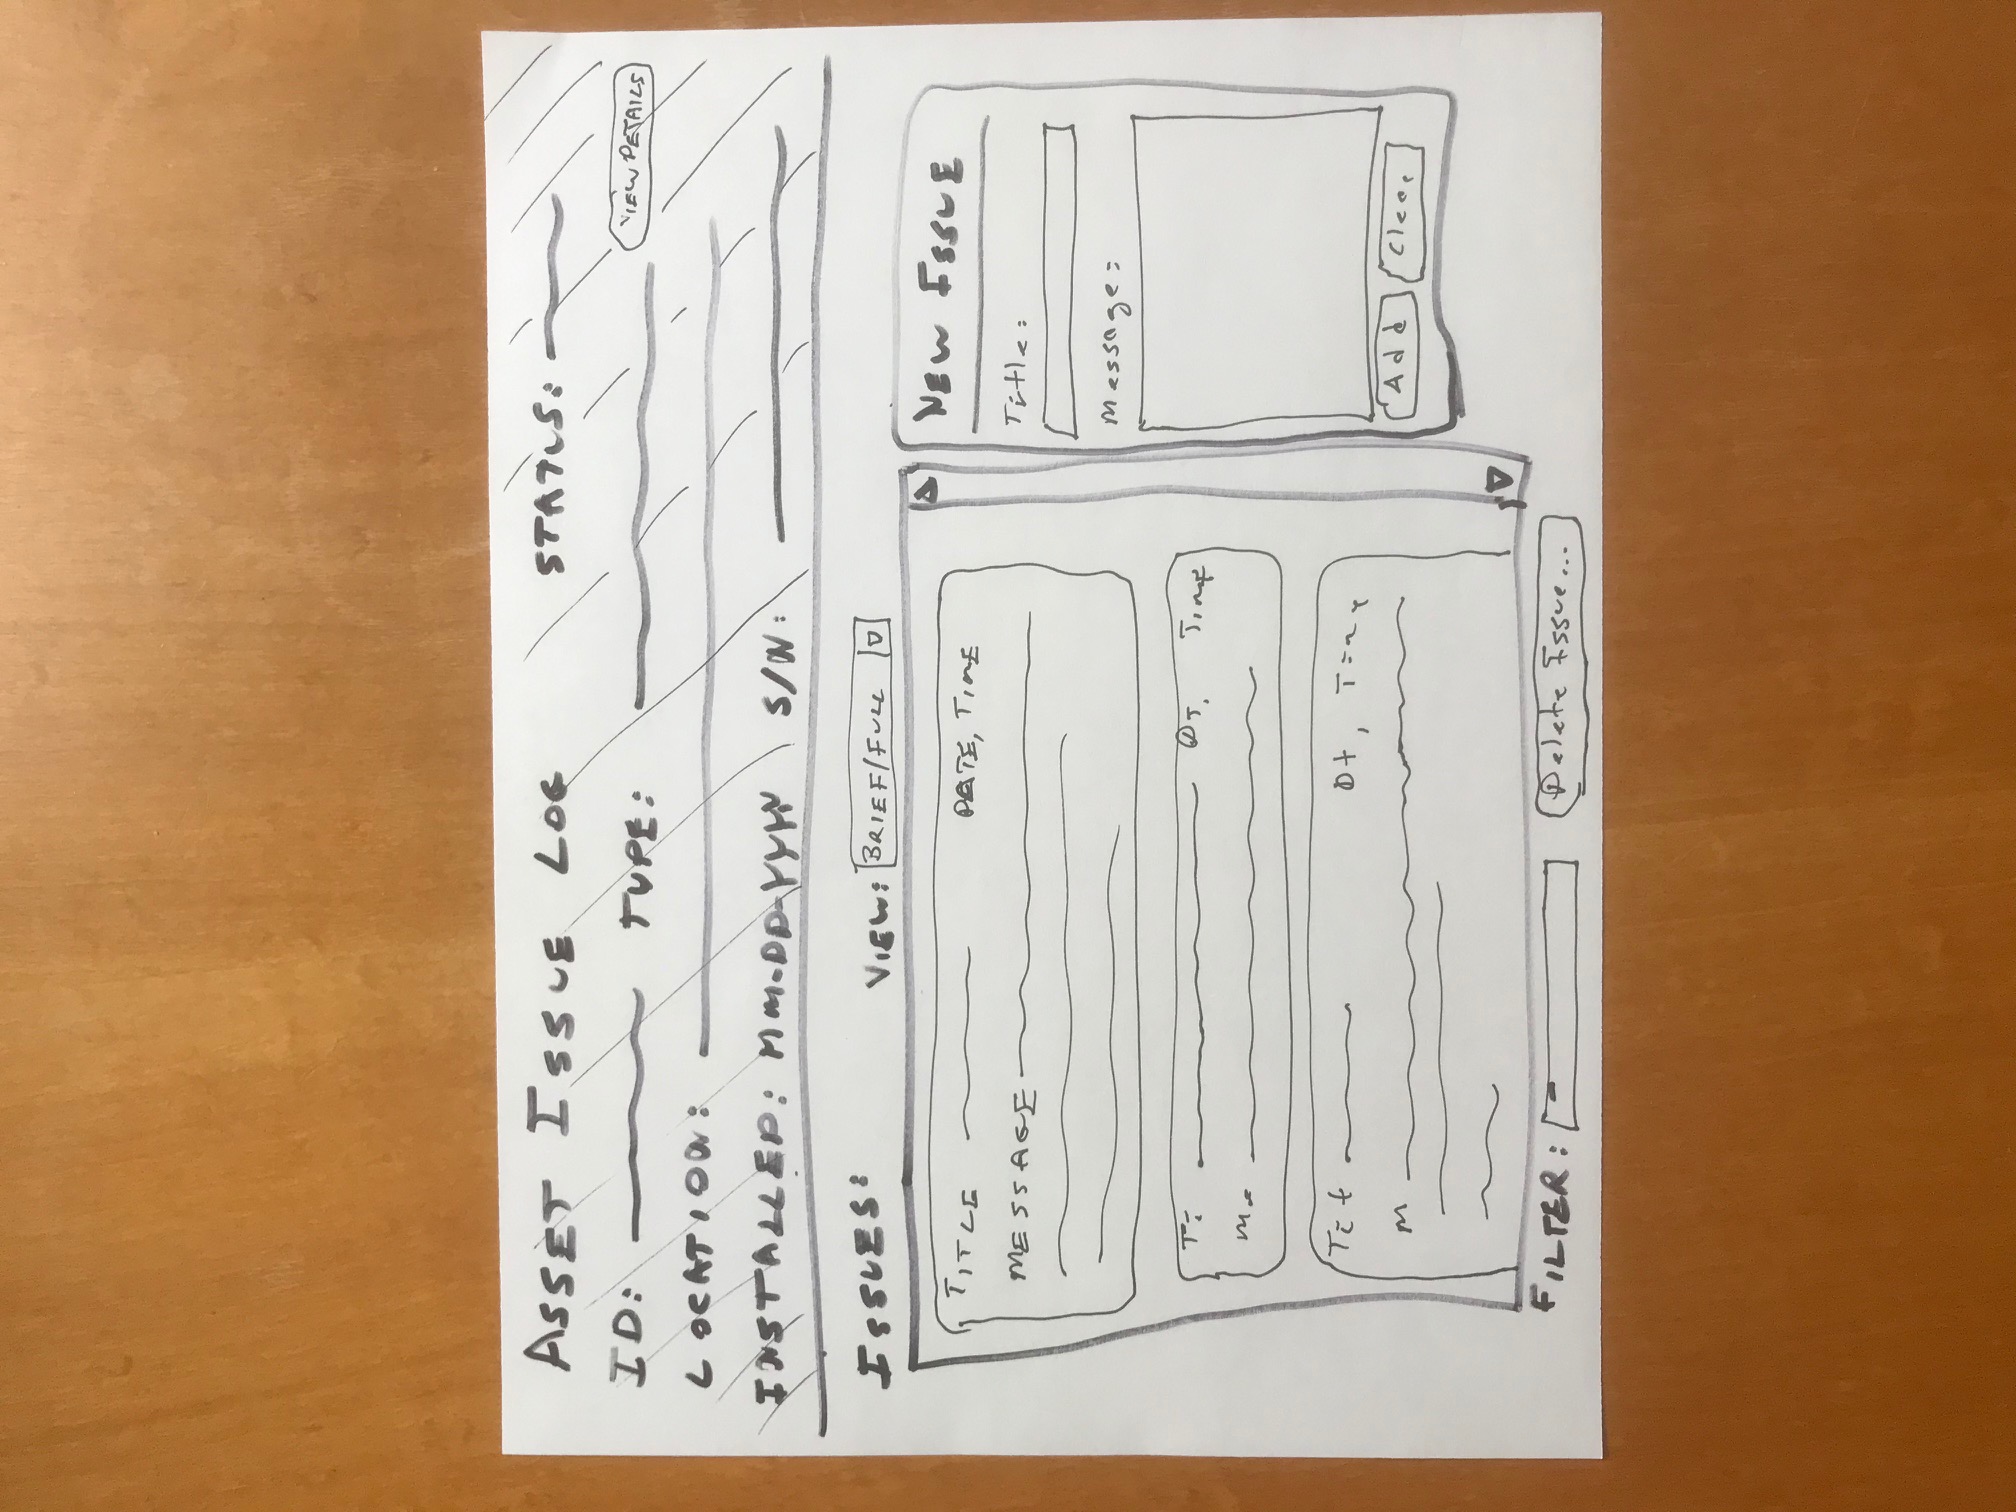 ASSET ISSUE LOG STATUS:
ID: TYPE: VIEW DETAILS
LOCATION:
INSTALLED: MM-DD-YYYY S/N:
ISSUES: VIEW: BRIEF/FULL
TITLE DATE, TIME
MESSAGE
Ti DT, TIME
Me
Tit Dt, Time
M
FILTER: Delete Issue...
NEW ISSUE
Title:
Message:
Add Clear